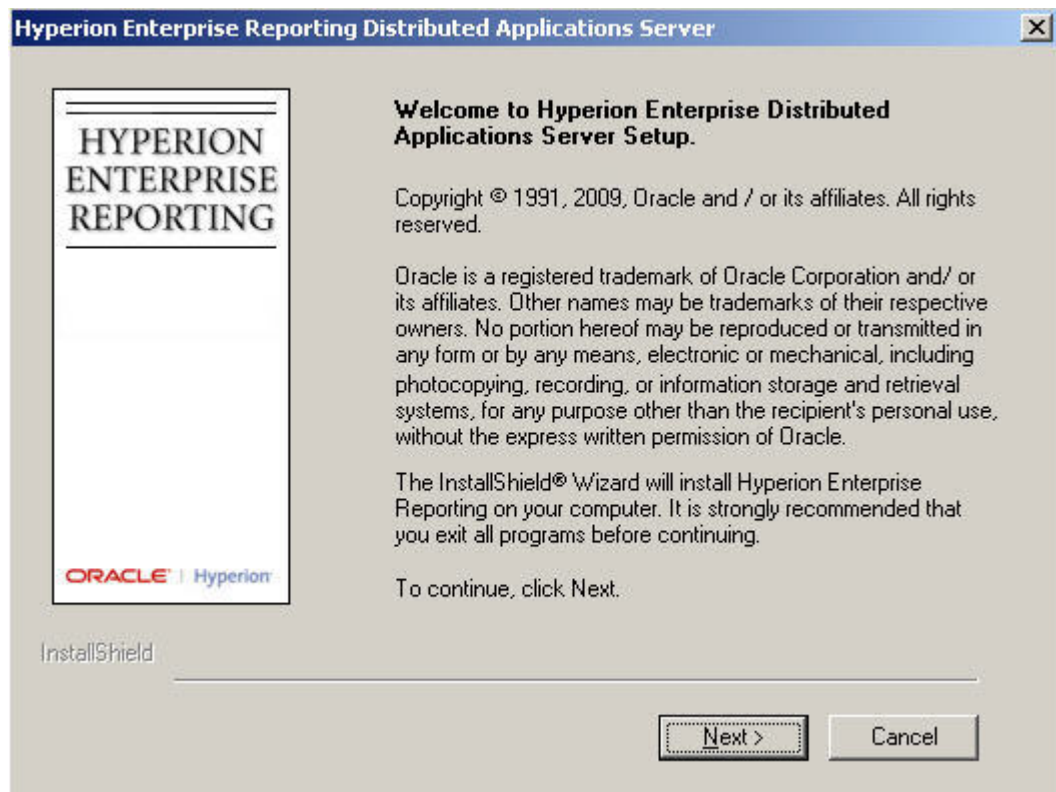 Hyperion Enterprise Reporting Distributed Applications Server
HYPERION
ENTERPRISE
REPORTING
ORACLE | Hyperion
Welcome to Hyperion Enterprise Distributed
Applications Server Setup.
Copyright © 1991, 2009, Oracle and / or its affiliates. All rights
reserved.
Oracle is a registered trademark of Oracle Corporation and/ or
its affiliates. Other names may be trademarks of their respective
owners. No portion hereof may be reproduced or transmitted in
any form or by any means, electronic or mechanical, including
photocopying, recording, or information storage and retrieval
systems, for any purpose other than the recipient's personal use,
without the express written permission of Oracle.
The InstallShield® Wizard will install Hyperion Enterprise
Reporting on your computer. It is strongly recommended that
you exit all programs before continuing.
To continue, click Next.
InstallShield
Next >
Cancel